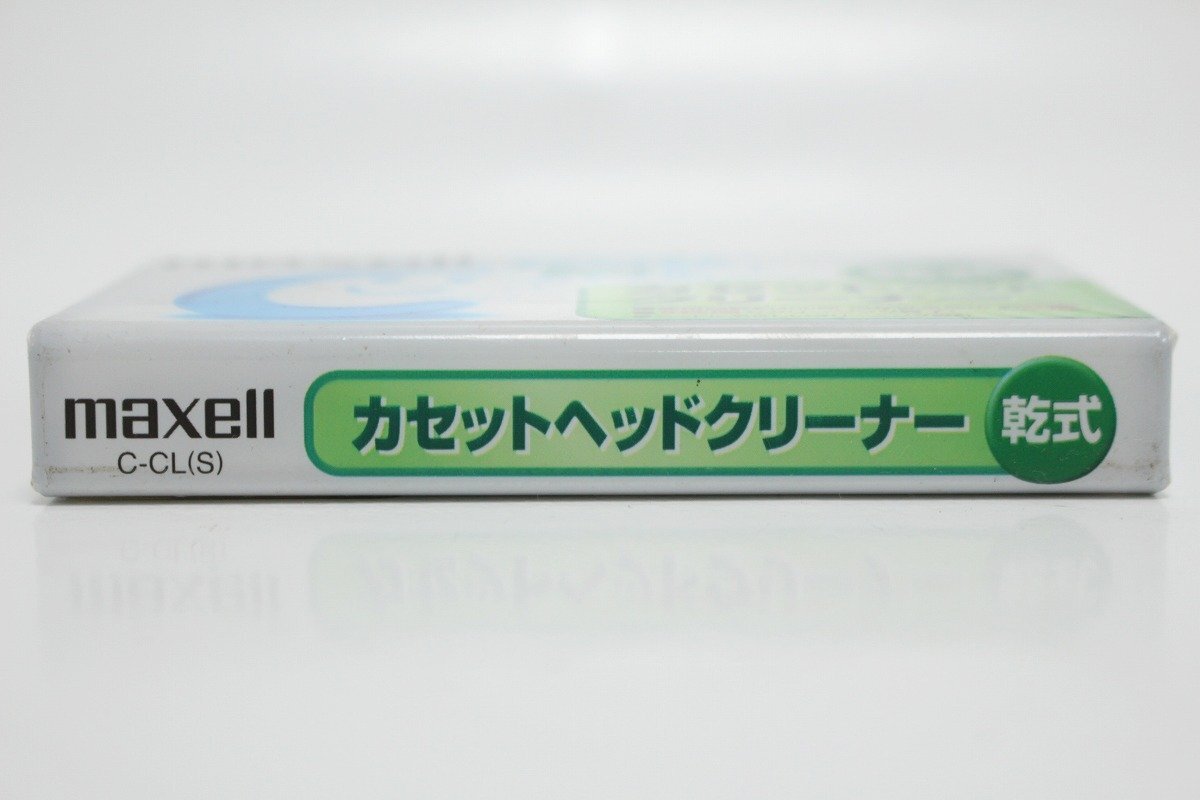 maxell
C-CL(S)
カセットヘッドクリーナー
乾式